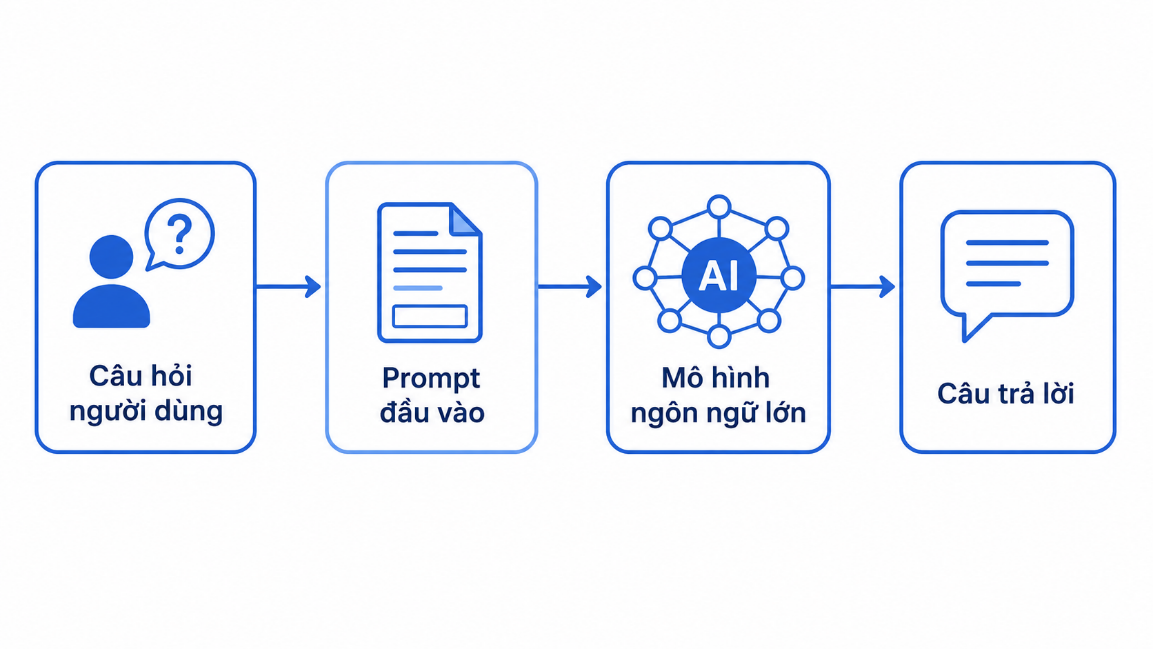 ?
Câu hỏi
người dùng
Prompt
đầu vào
AI
Mô hình
ngôn ngữ lớn
Câu trả lời